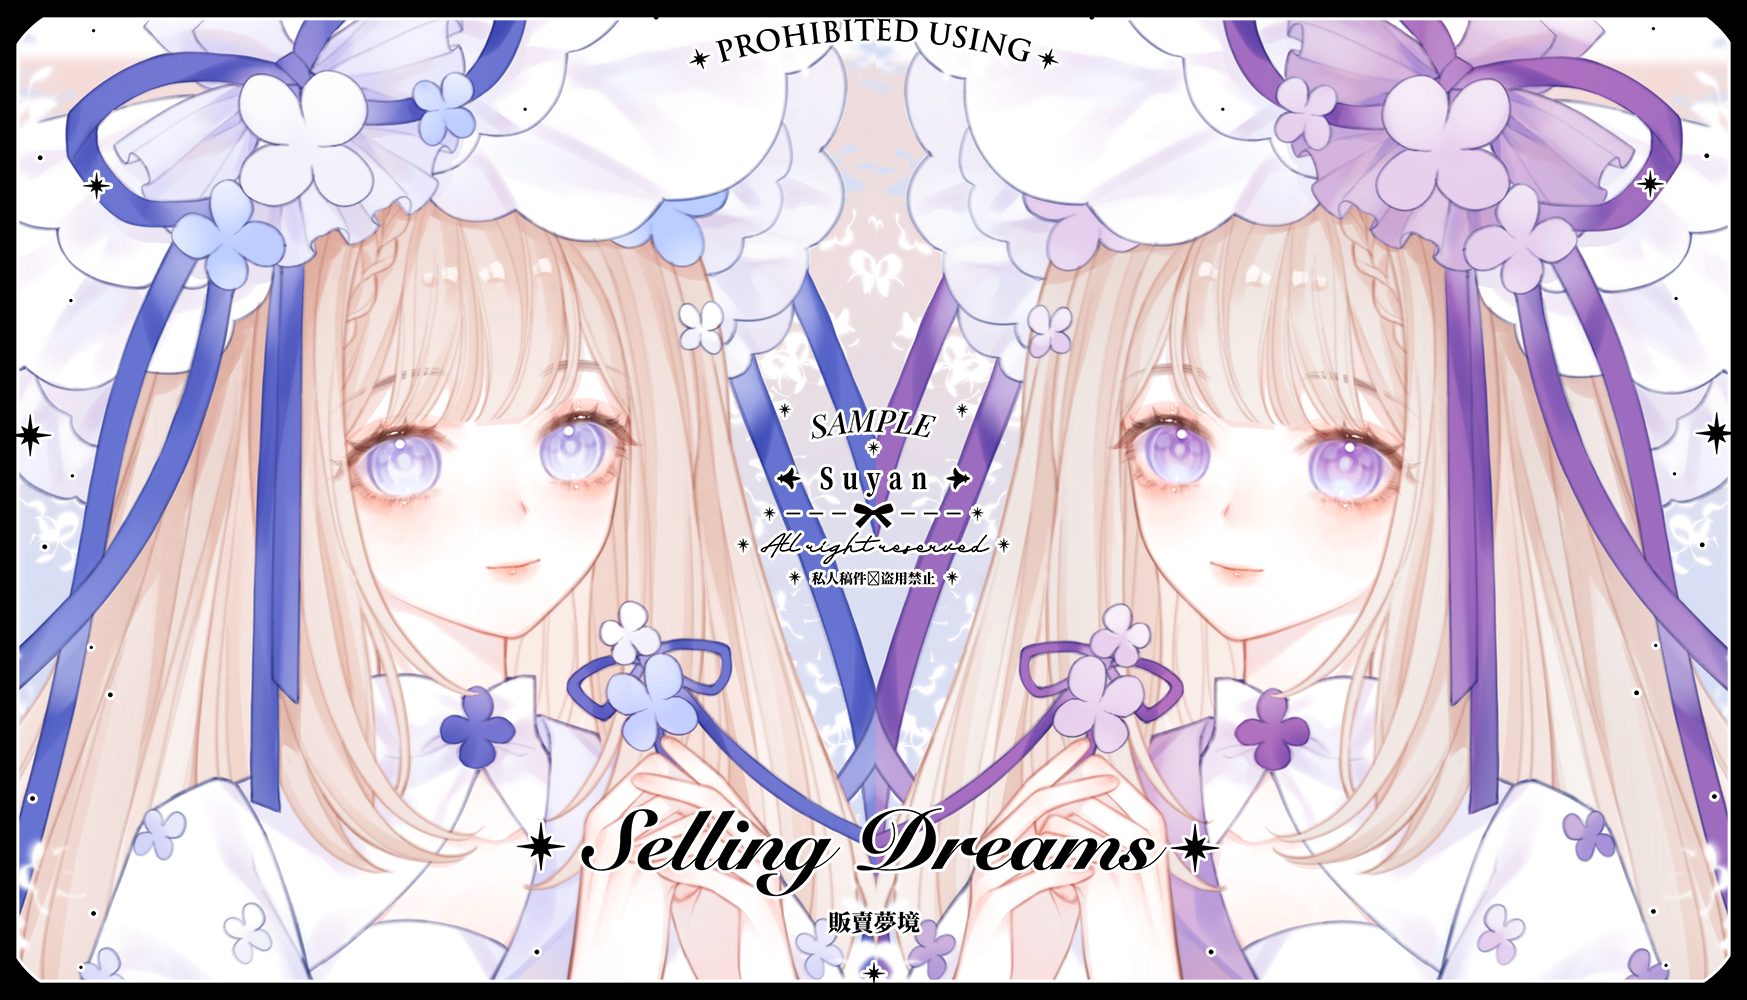 PROHIBITED USING
SAMPLE
Suyan
All right reserved
私人稿件☒盗用禁止
Selling Dreams
販賣夢境